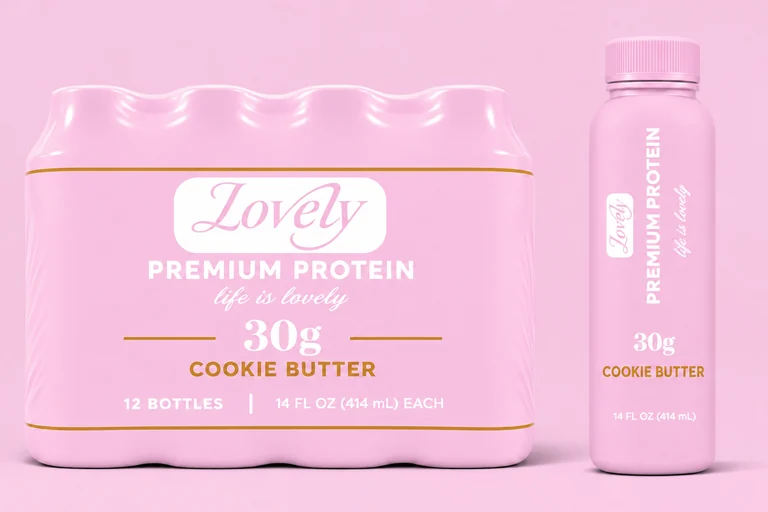 Lovely
PREMIUM PROTEIN
life is lovely
30g
COOKIE BUTTER
12 BOTTLES | 14 FL OZ (414 mL) EACH
Lovely
PREMIUM PROTEIN
life is lovely
30g
COOKIE BUTTER
14 FL OZ (414 mL)